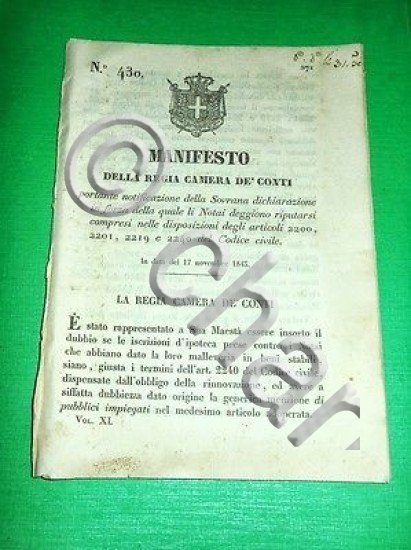 N.° 430.
371
MANIFESTO
DELLA REGIA CAMERA DE' CONTI
portante notificazione della Sovrana dichiarazione
in forza della quale li Notai deggiono riputarsi
compresi nelle disposizioni degli articoli 2200,
2201, 2219 e 2240 del Codice civile.
In data del 17 novembre 1845.
LA REGIA CAMERA DE' CONTI
È stato rappresentato a Sua Maestà essere insorto il
dubbio se le iscrizioni d'ipoteca prese contro i Notai
che abbiano dato la loro malleveria in beni stabili
siano, giusta i termini dell'art. 2240 del Codice civile,
dispensate dall'obbligo della rinnovazione, ed avere a
siffatta dubbiezza dato origine la generica menzione di
pubblici impiegati nel medesimo articolo adoperata.
VOL. XI.
©
Char